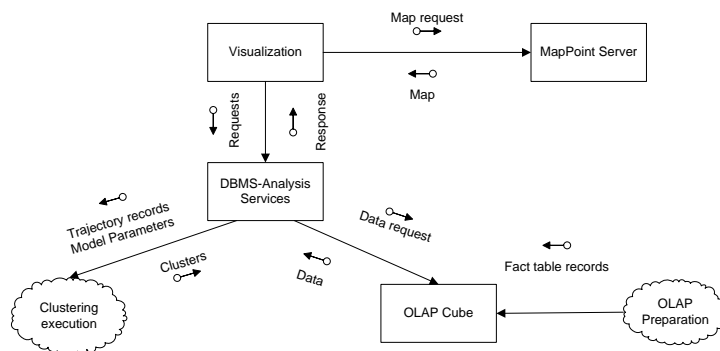 Map request
Visualization
MapPoint Server
Map
Requests
Response
DBMS-Analysis
Services
Trajectory records
Model Parameters
Data request
Clusters
Data
Fact table records
Clustering
execution
OLAP Cube
OLAP
Preparation